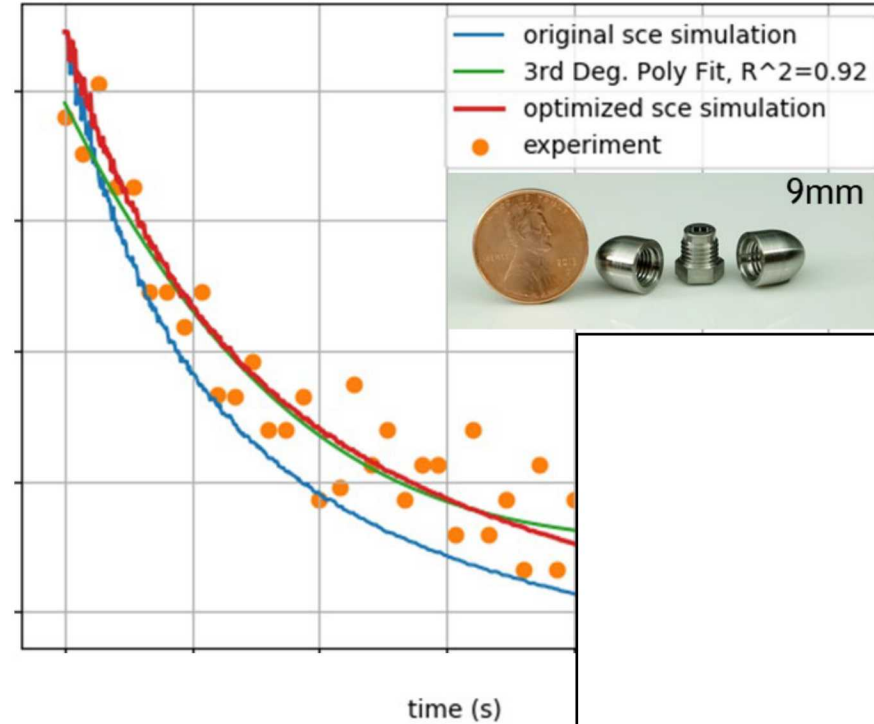 original sce simulation
3rd Deg. Poly Fit, R^2=0.92
optimized sce simulation
experiment
9mm
time (s)